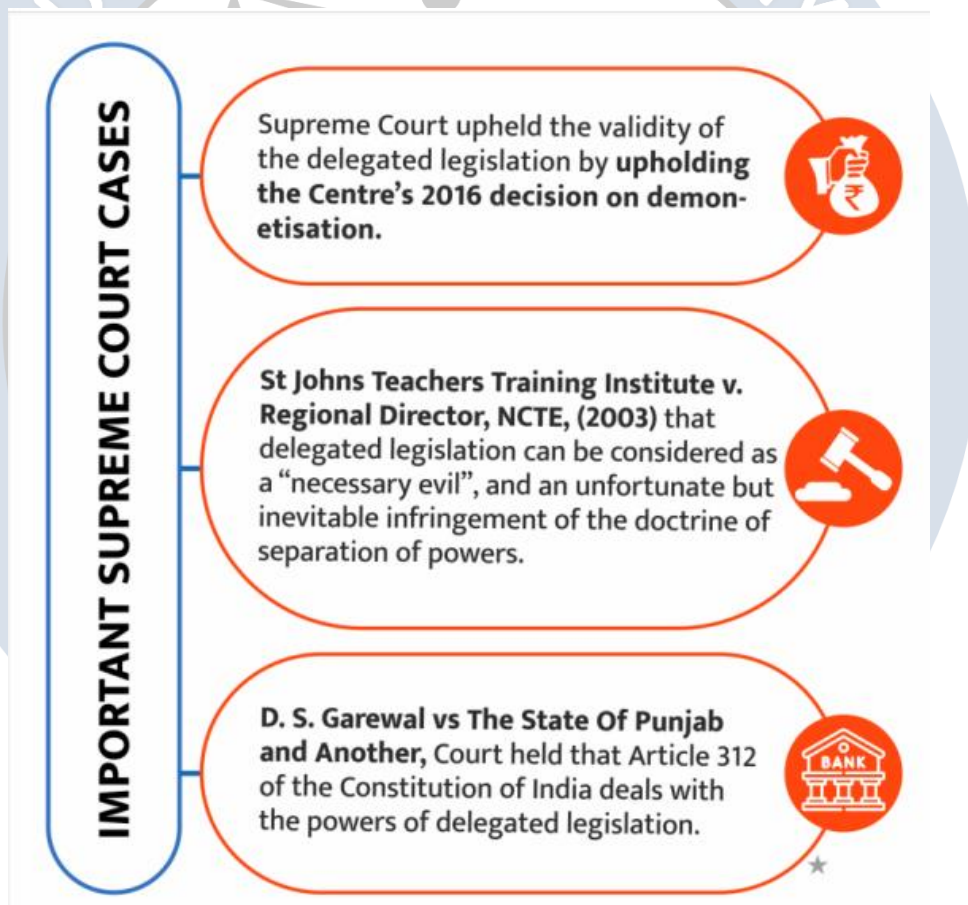 IMPORTANT SUPREME COURT CASES
Supreme Court upheld the validity of
the delegated legislation by upholding
the Centre’s 2016 decision on demon-
etisation.
₹
St Johns Teachers Training Institute v.
Regional Director, NCTE, (2003) that
delegated legislation can be considered as
a “necessary evil”, and an unfortunate but
inevitable infringement of the doctrine of
separation of powers.
D. S. Garewal vs The State Of Punjab
and Another, Court held that Article 312
of the Constitution of India deals with
the powers of delegated legislation.
BANK